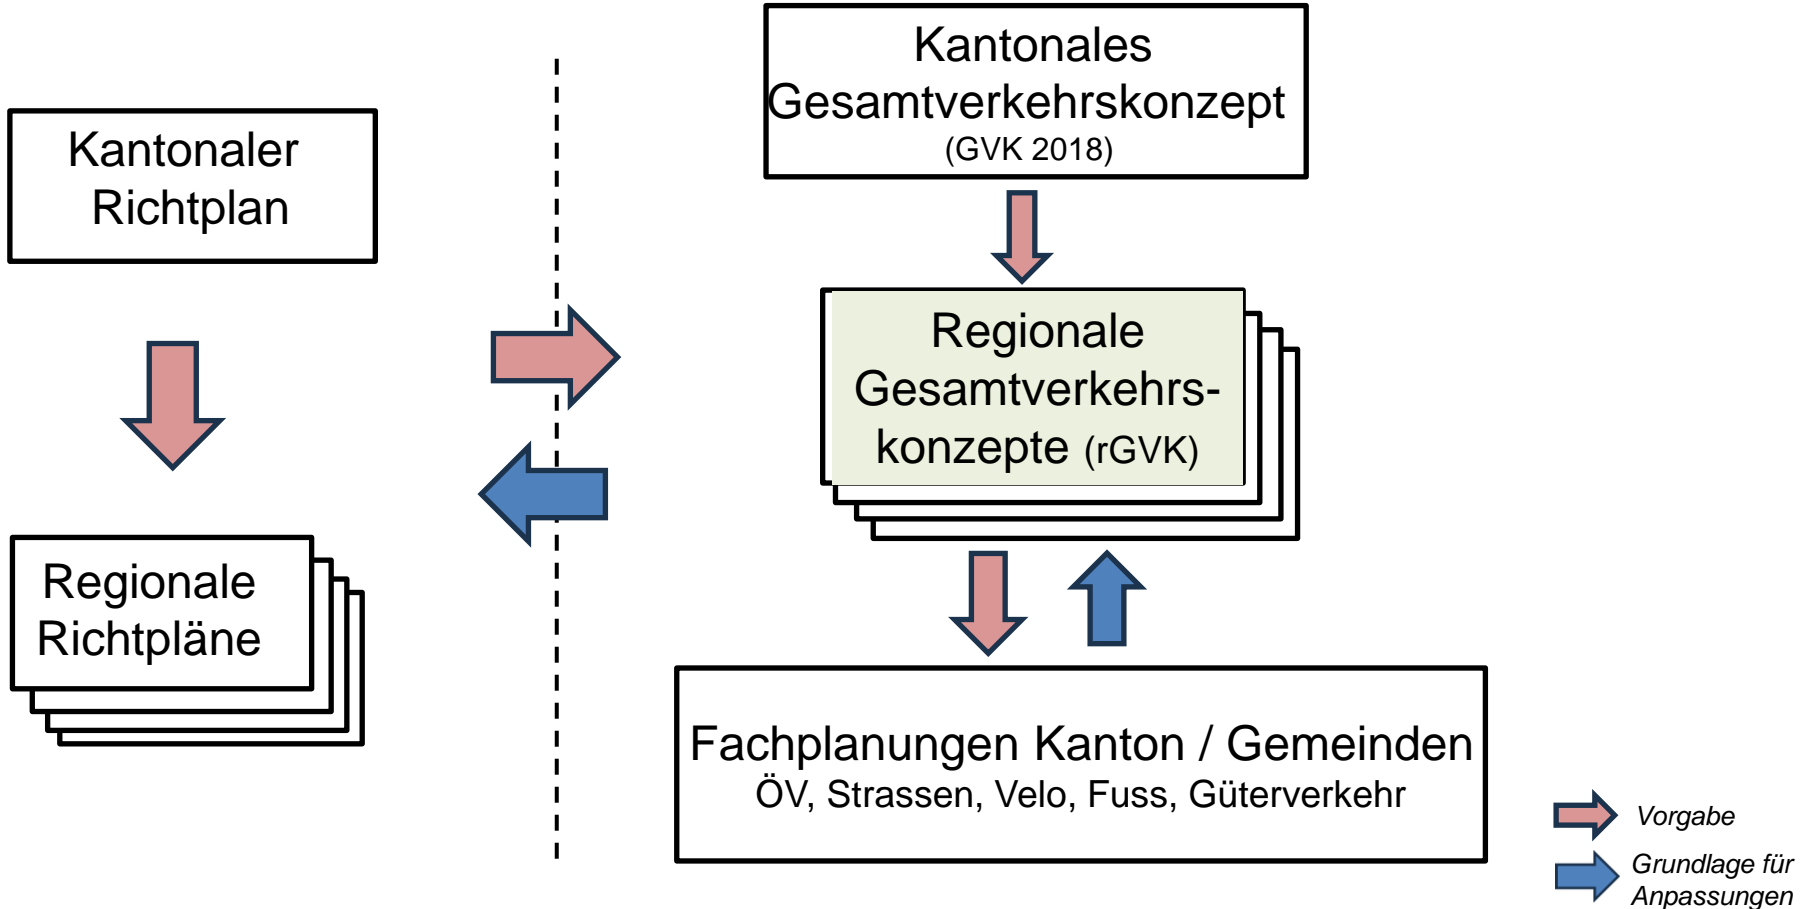 Kantonaler
Richtplan
Regionale
Richtpläne
Kantonales
Gesamtverkehrskonzept
(GVK 2018)
Regionale
Gesamtverkehrs-
konzepte (rGVK)
Fachplanungen Kanton / Gemeinden
ÖV, Strassen, Velo, Fuss, Güterverkehr
Vorgabe
Grundlage für
Anpassungen